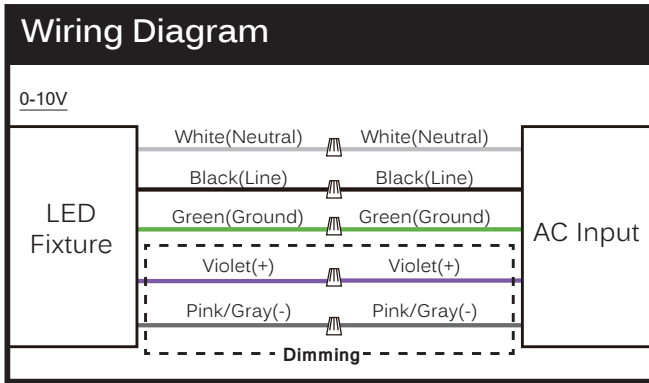 Wiring Diagram
0-10V
White(Neutral) White(Neutral)
Black(Line) Black(Line)
Green(Ground) Green(Ground)
LED
Fixture
AC Input
Violet(+) Violet(+)
Pink/Gray(-) Pink/Gray(-)
Dimming